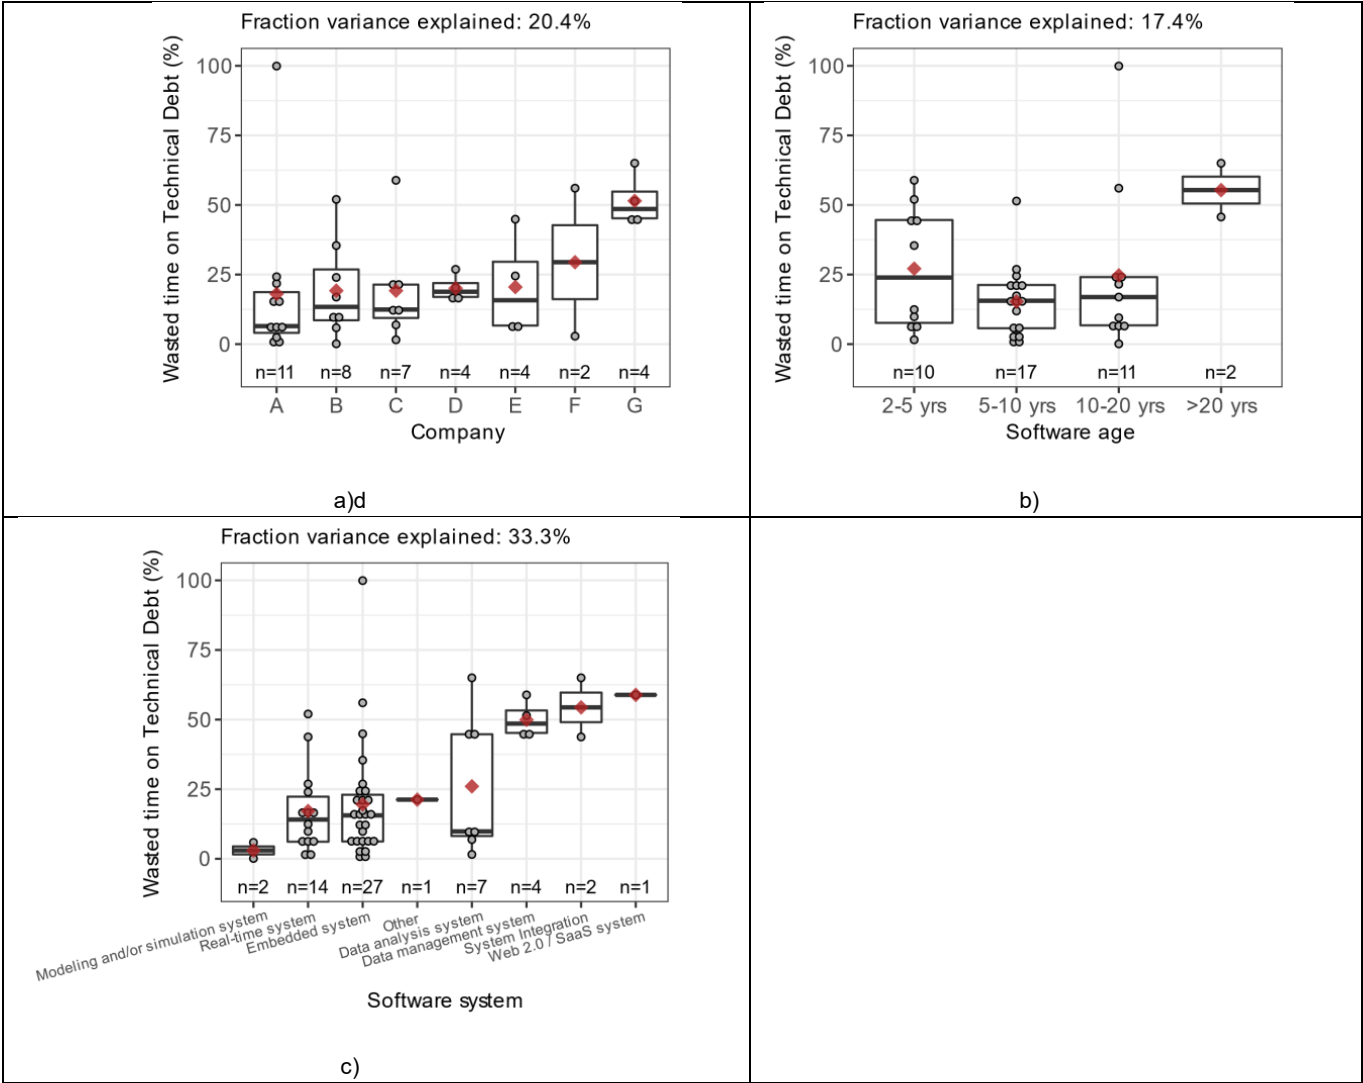 Fraction variance explained: 20.4%
Wasted time on Technical Debt (%)
100
75
50
25
0
n=11 n=8 n=7 n=4 n=4 n=2 n=4
A B C D E F G
Company
a)d
Fraction variance explained: 17.4%
Wasted time on Technical Debt (%)
100
75
50
25
0
n=10 n=17 n=11 n=2
2-5 yrs 5-10 yrs 10-20 yrs >20 yrs
Software age
b)
Fraction variance explained: 33.3%
Wasted time on Technical Debt (%)
100
75
50
25
0
n=2 n=14 n=27 n=1 n=7 n=4 n=2 n=1
Modeling and/or simulation system
Real-time system
Embedded system
Other
Data analysis system
Data management system
System Integration
Web 2.0 / SaaS system
Software system
c)